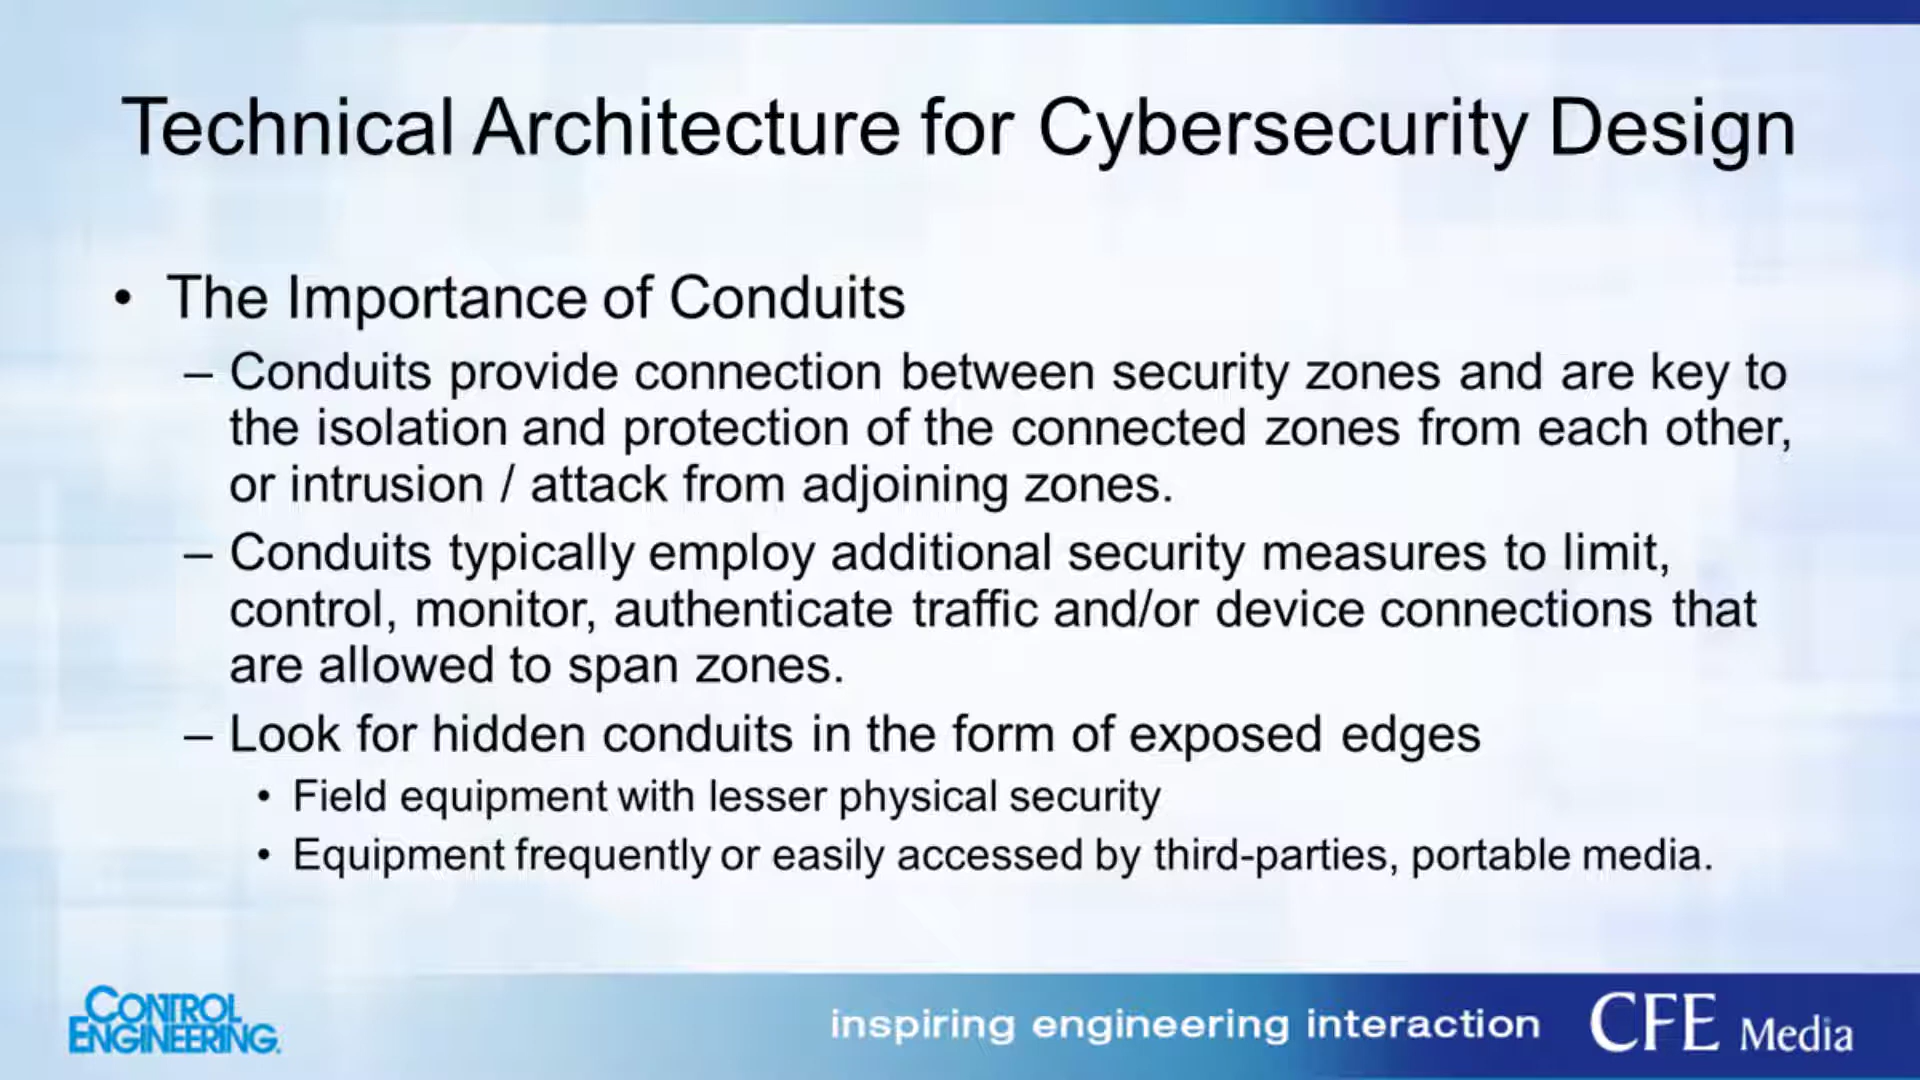 Technical Architecture for Cybersecurity Design
• The Importance of Conduits
– Conduits provide connection between security zones and are key to
the isolation and protection of the connected zones from each other,
or intrusion / attack from adjoining zones.
– Conduits typically employ additional security measures to limit,
control, monitor, authenticate traffic and/or device connections that
are allowed to span zones.
– Look for hidden conduits in the form of exposed edges
• Field equipment with lesser physical security
• Equipment frequently or easily accessed by third-parties, portable media.
CONTROL
ENGINEERING.
inspiring engineering interaction
CFE Media